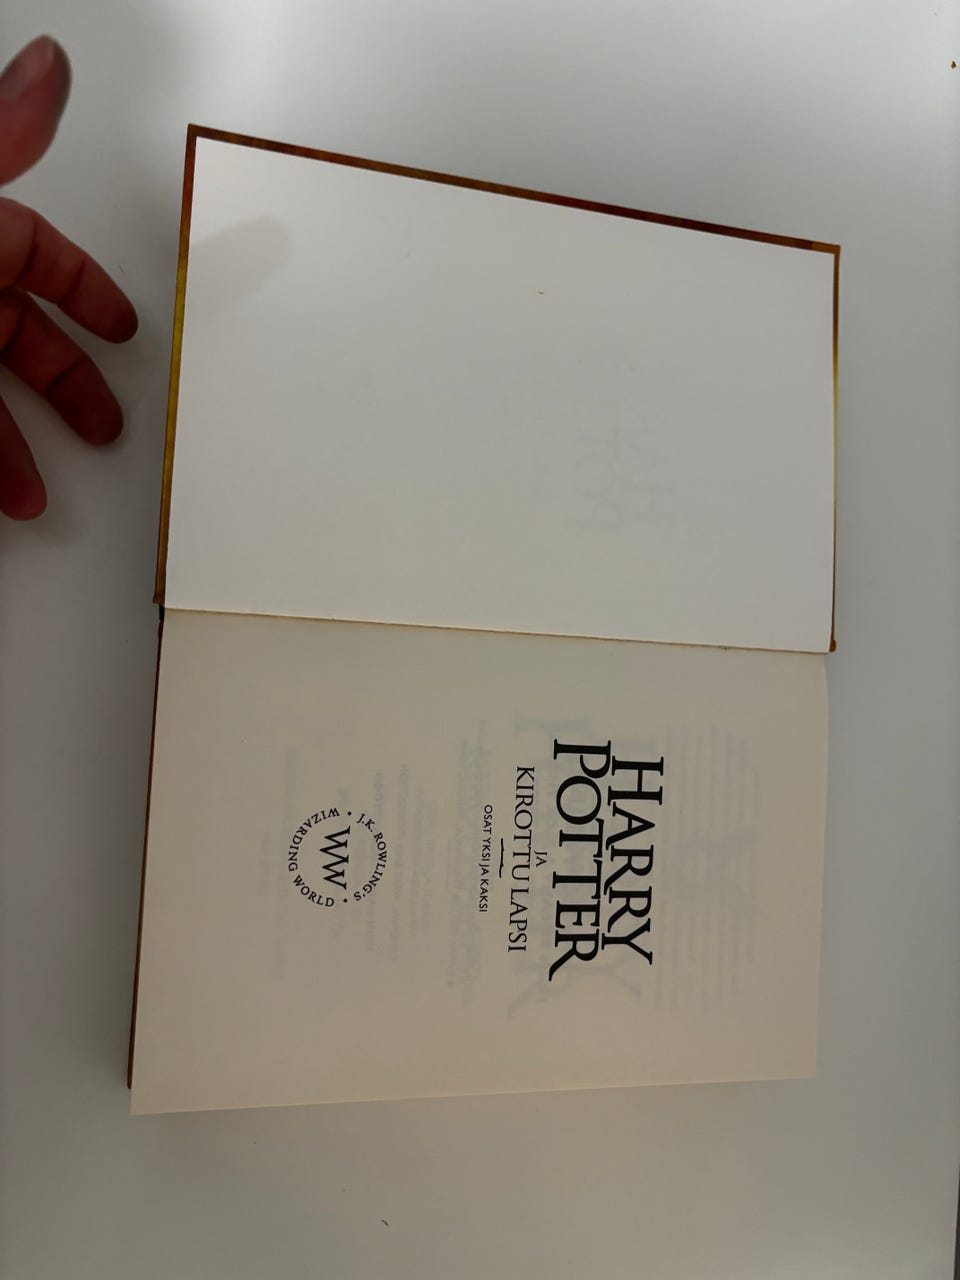 HARRY
POTTER
JA
KIROTTU LAPSI
OSAT YKSI JA KAKSI
J.K. ROWLING'S
WW
WIZARDING WORLD